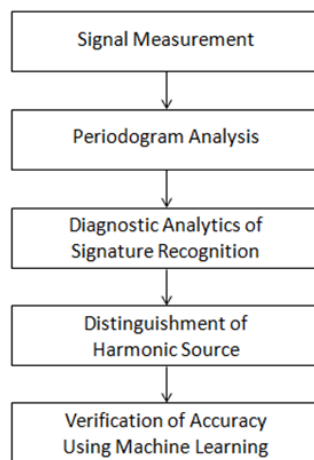 Signal Measurement
Periodogram Analysis
Diagnostic Analytics of
Signature Recognition
Distinguishment of
Harmonic Source
Verification of Accuracy
Using Machine Learning